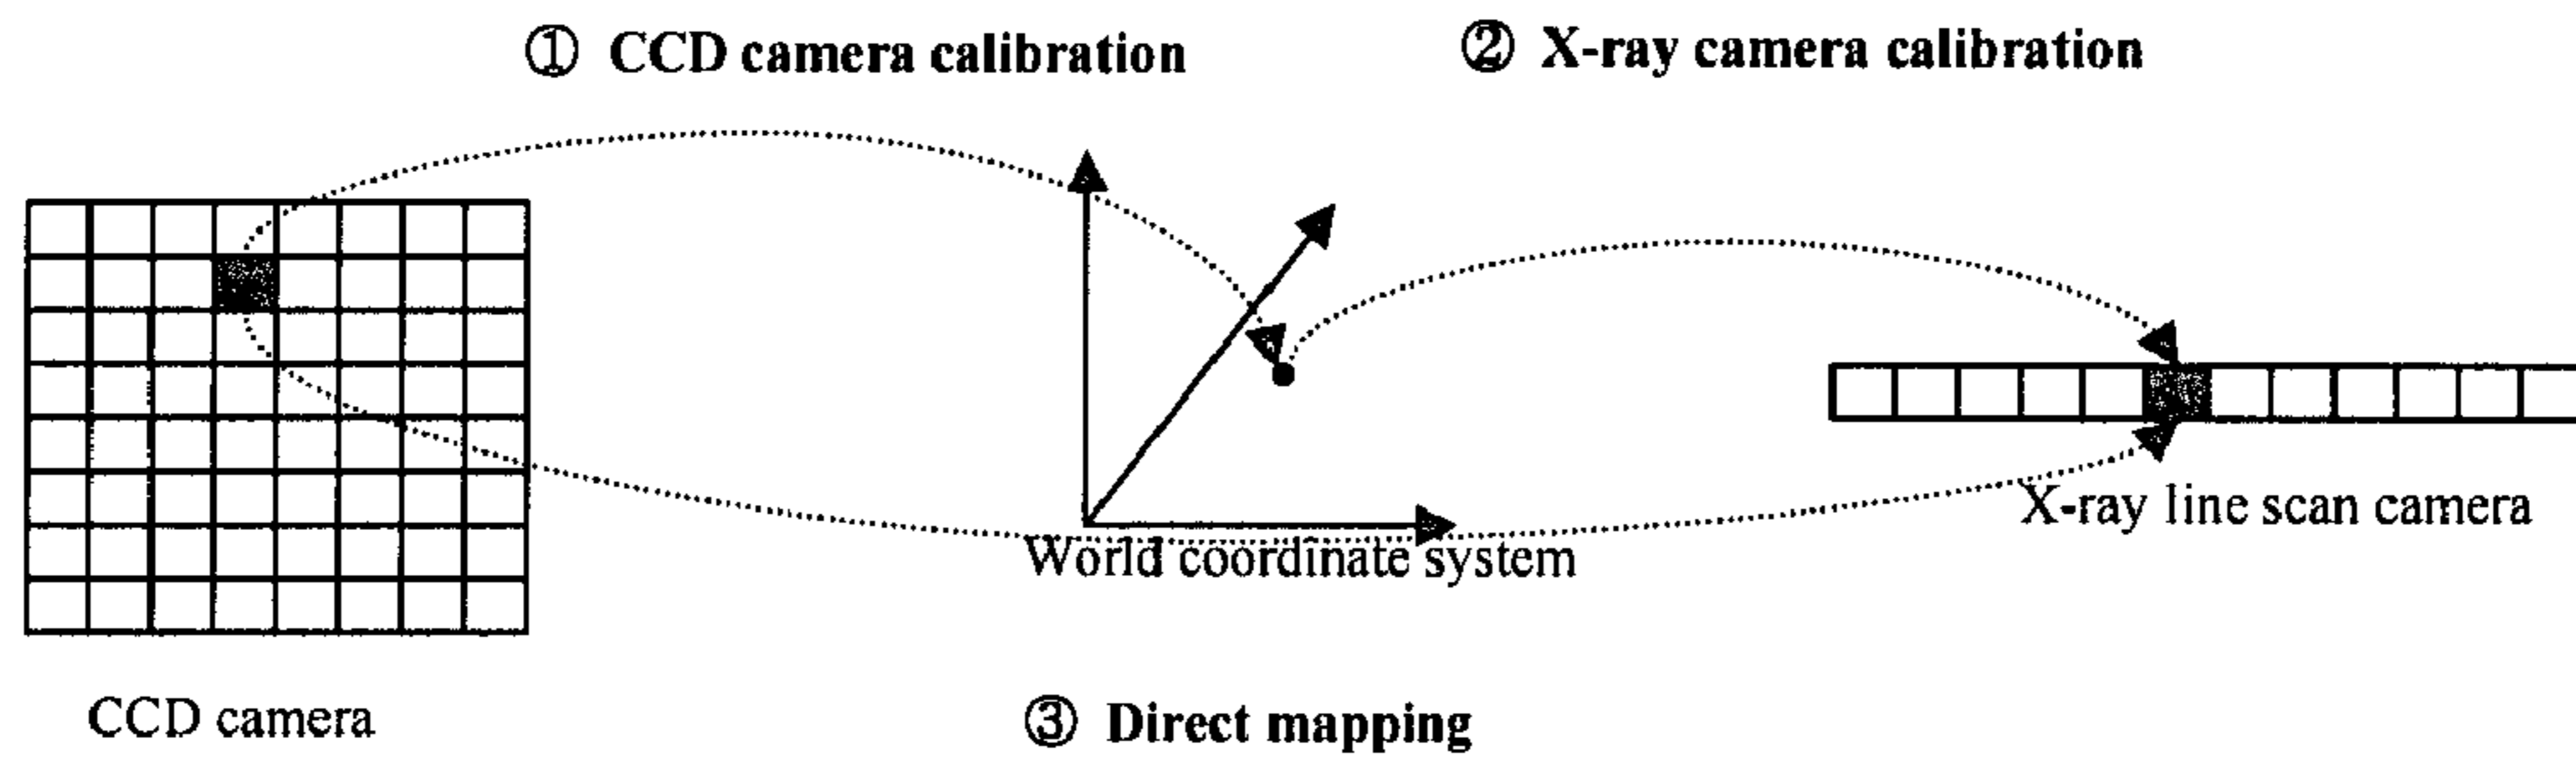 ① CCD camera calibration
② X-ray camera calibration
X-ray line scan camera
World coordinate system
CCD camera
③ Direct mapping